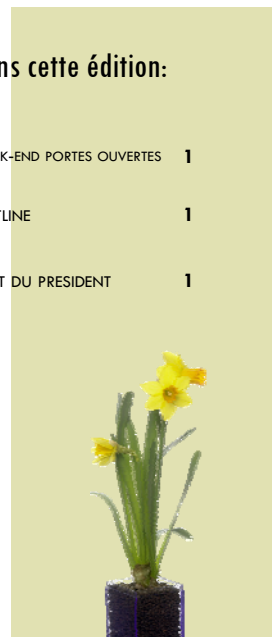 ns cette édition:
K-END PORTES OUVERTES 1
TLINE 1
T DU PRESIDENT 1